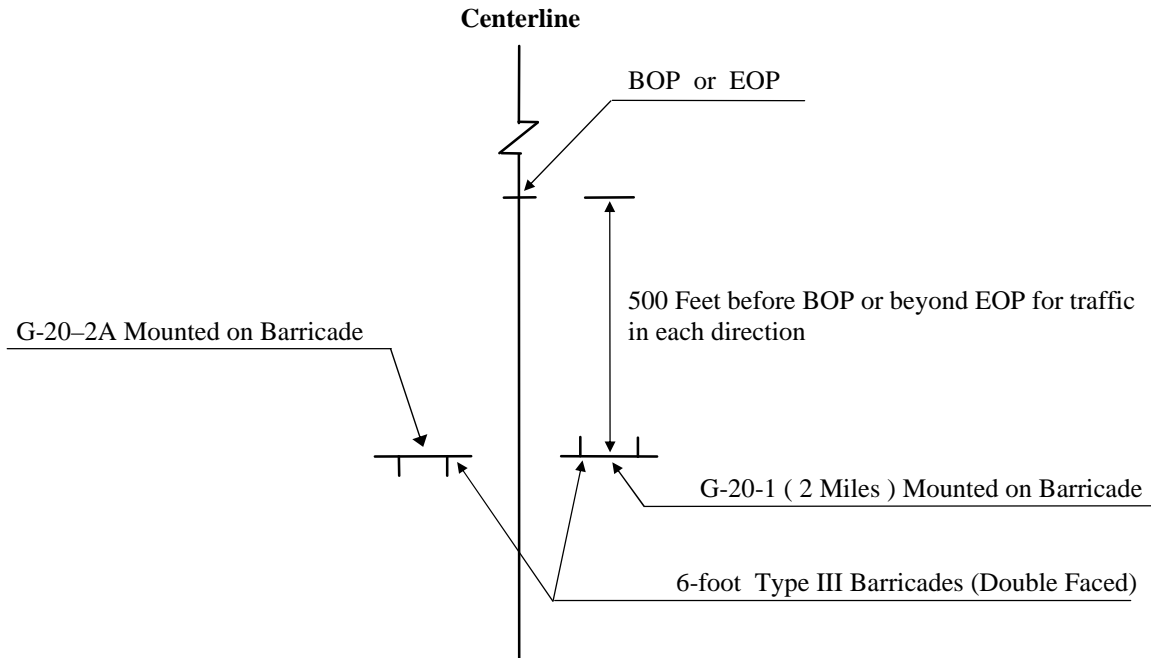 Centerline
BOP or EOP
500 Feet before BOP or beyond EOP for traffic
in each direction
G-20–2A Mounted on Barricade
G-20-1 ( 2 Miles ) Mounted on Barricade
6-foot Type III Barricades (Double Faced)